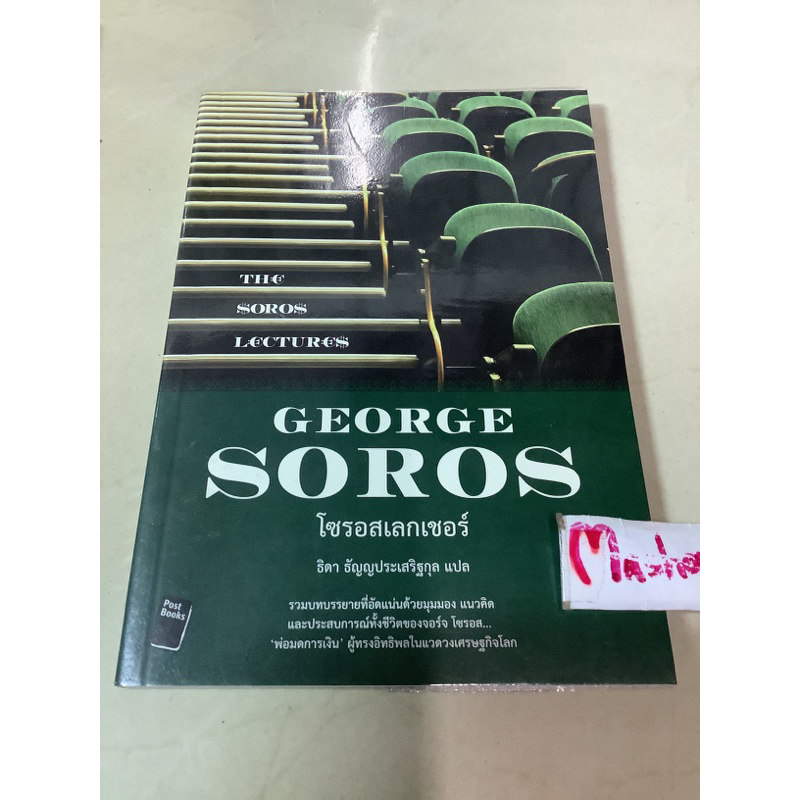 THE
SOROS
LECTURES
GEORGE
SOROS
โซรอสเลกเชอร์
ธิดา ธัญญประเสริฐกุล แปล
Post
Books
รวมบทบรรยายที่อัดแน่นด้วยมุมมอง แนวคิด
และประสบการณ์ทั้งชีวิตของจอร์จ โซรอส...
'พ่อมดการเงิน' ผู้ทรงอิทธิพลในแวดวงเศรษฐกิจโลก